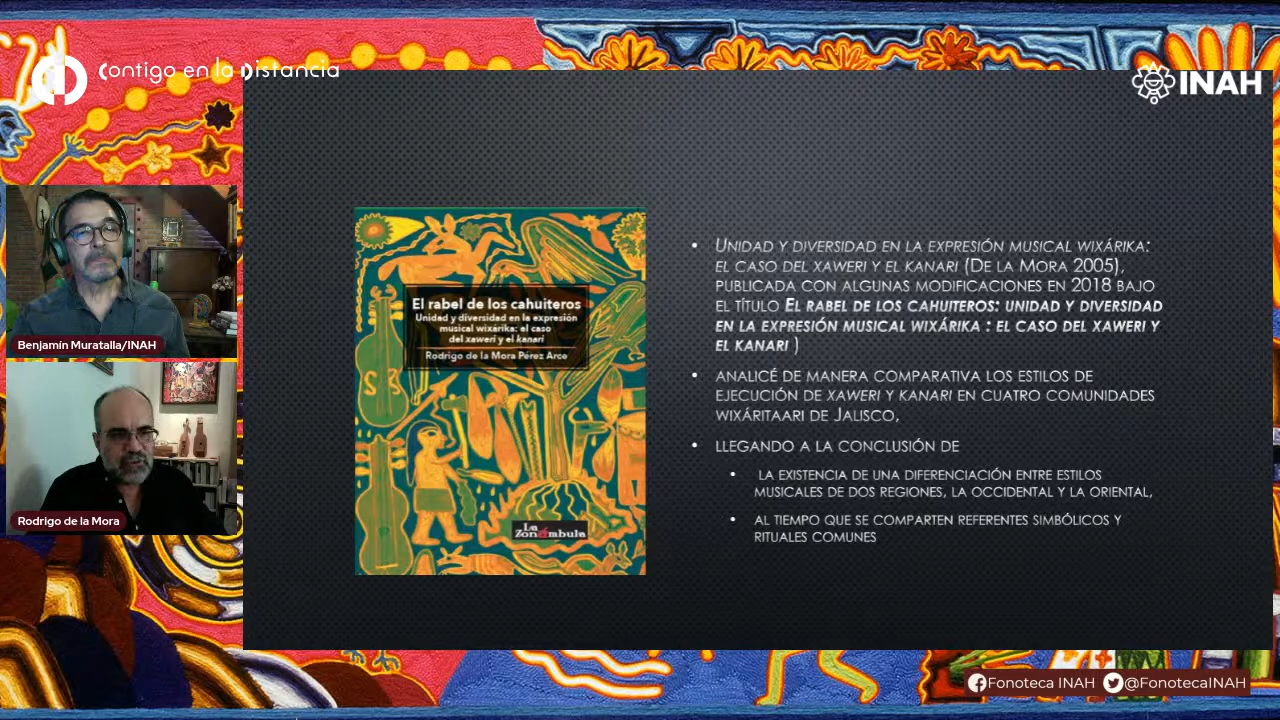 Contigo en la Distancia
INAH
Benjamín Muratalla/INAH
Rodrigo de la Mora
El rabel de los cahuiteros
Unidad y diversidad en la expresión
musical wixárika: el caso
del xaweri y el kanari
Rodrigo de la Mora Pérez Arce
La
Zonámbula
• UNIDAD Y DIVERSIDAD EN LA EXPRESIÓN MUSICAL WIXÁRIKA:
EL CASO DEL XAWERI Y EL KANARI (DE LA MORA 2005),
PUBLICADA CON ALGUNAS MODIFICACIONES EN 2018 BAJO
EL TÍTULO EL RABEL DE LOS CAHUITEROS: UNIDAD Y DIVERSIDAD
EN LA EXPRESIÓN MUSICAL WIXÁRIKA : EL CASO DEL XAWERI Y
EL KANARI )
• ANALICÉ DE MANERA COMPARATIVA LOS ESTILOS DE
EJECUCIÓN DE XAWERI Y KANARI EN CUATRO COMUNIDADES
WIXÁRITAARI DE JALISCO,
• LLEGANDO A LA CONCLUSIÓN DE
• LA EXISTENCIA DE UNA DIFERENCIACIÓN ENTRE ESTILOS
MUSICALES DE DOS REGIONES, LA OCCIDENTAL Y LA ORIENTAL,
• AL TIEMPO QUE SE COMPARTEN REFERENTES SIMBÓLICOS Y
RITUALES COMUNES
Fonoteca INAH @FonotecaINAH